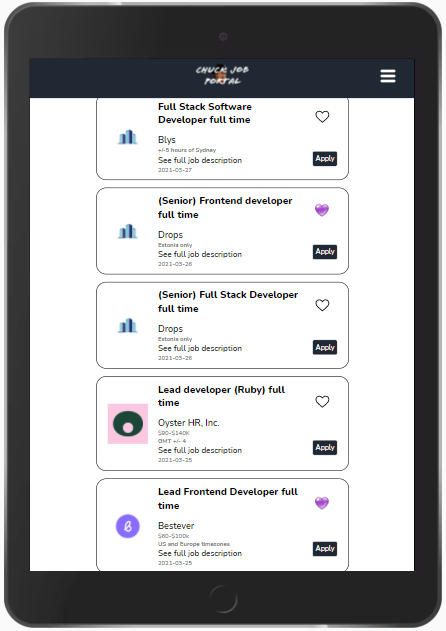 CHUCK JOB
PORTAL
Full Stack Software
Developer full time
Blys
+/-5 hours of Sydney
See full job description
2021-03-27
Apply
(Senior) Frontend developer
full time
Drops
Estonia only
See full job description
2021-03-26
Apply
(Senior) Full Stack Developer
full time
Drops
Estonia only
See full job description
2021-03-26
Apply
Lead developer (Ruby) full
time
Oyster HR, Inc.
$90-$140K
GMT +/- 4
See full job description
2021-03-25
Apply
Lead Frontend Developer full
time
Bestever
$60-$100k
US and Europe timezones
See full job description
2021-03-25
Apply